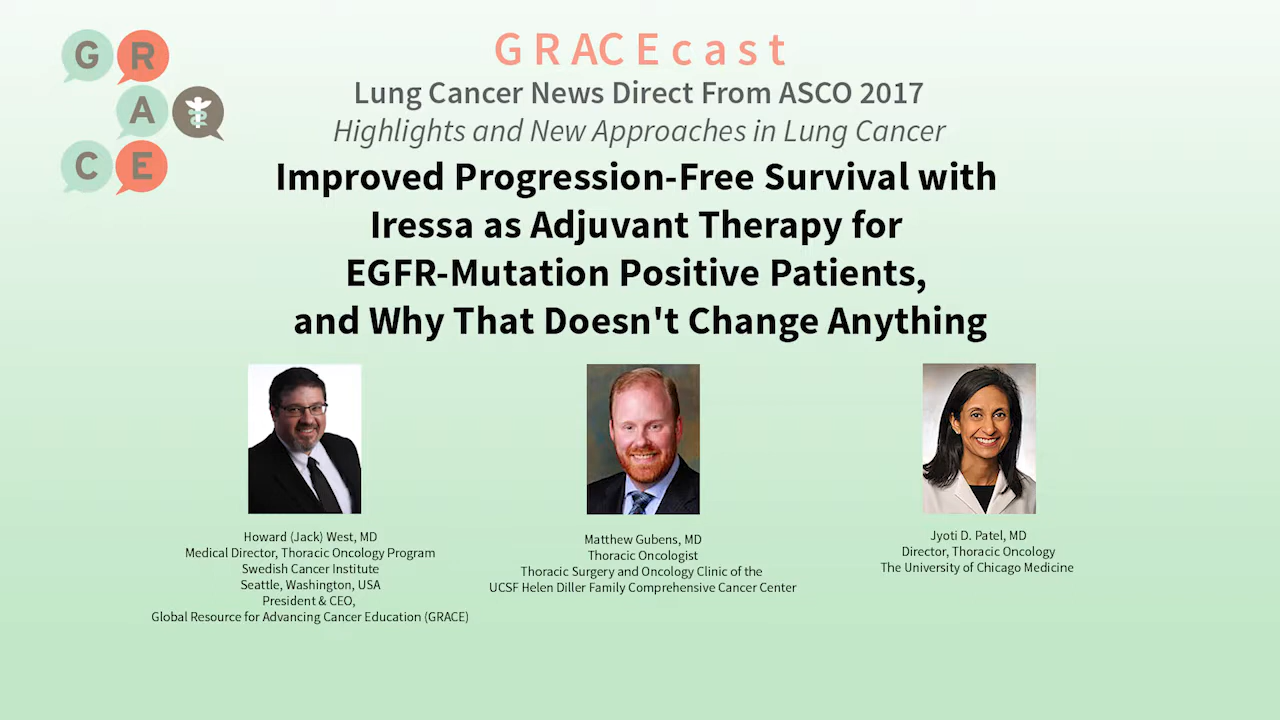 G R
A
C E
G R A C E c a s t
Lung Cancer News Direct From ASCO 2017
Highlights and New Approaches in Lung Cancer
Improved Progression-Free Survival with
Iressa as Adjuvant Therapy for
EGFR-Mutation Positive Patients,
and Why That Doesn't Change Anything
Howard (Jack) West, MD
Medical Director, Thoracic Oncology Program
Swedish Cancer Institute
Seattle, Washington, USA
President & CEO,
Global Resource for Advancing Cancer Education (GRACE)
Matthew Gubens, MD
Thoracic Oncologist
Thoracic Surgery and Oncology Clinic of the
UCSF Helen Diller Family Comprehensive Cancer Center
Jyoti D. Patel, MD
Director, Thoracic Oncology
The University of Chicago Medicine